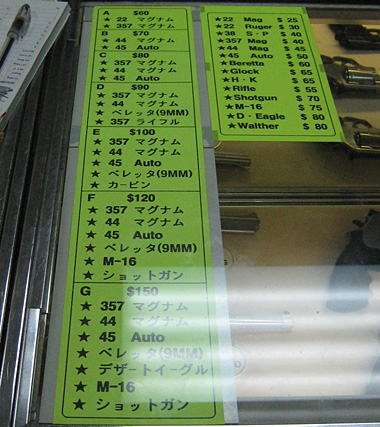 A $60
★ 22 マグナム
★ 357 マグナム
B $70
★ 44 マグナム
★ 45 Auto
C $80
★ 357 マグナム
★ 44 マグナム
★ 45 Auto
D $90
★ 357 マグナム
★ 44 マグナム
★ ベレッタ(9MM)
★ 357 ライフル
E $100
★ 357 マグナム
★ 44 マグナム
★ 45 Auto
★ ベレッタ(9MM)
★ カービン
F $120
★ 357 マグナム
★ 44 マグナム
★ 45 Auto
★ ベレッタ(9MM)
★ M-16
★ ショットガン
G $150
★ 357 マグナム
★ 44 マグナム
★ 45 Auto
★ ベレッタ(9MM)
★ デザートイーグル
★ M-16
★ ショットガン
★22 Mag $ 25
★22 Ruger $ 30
★38 S・P $ 40
★357 Mag $ 40
★44 Mag $ 45
★45 Auto $ 50
★Beretta $ 60
★Glock $ 65
★H・K $ 65
★Rifle $ 55
★Shotgun $ 70
★M-16 $ 75
★D・Eagle $ 80
★Walther $ 80